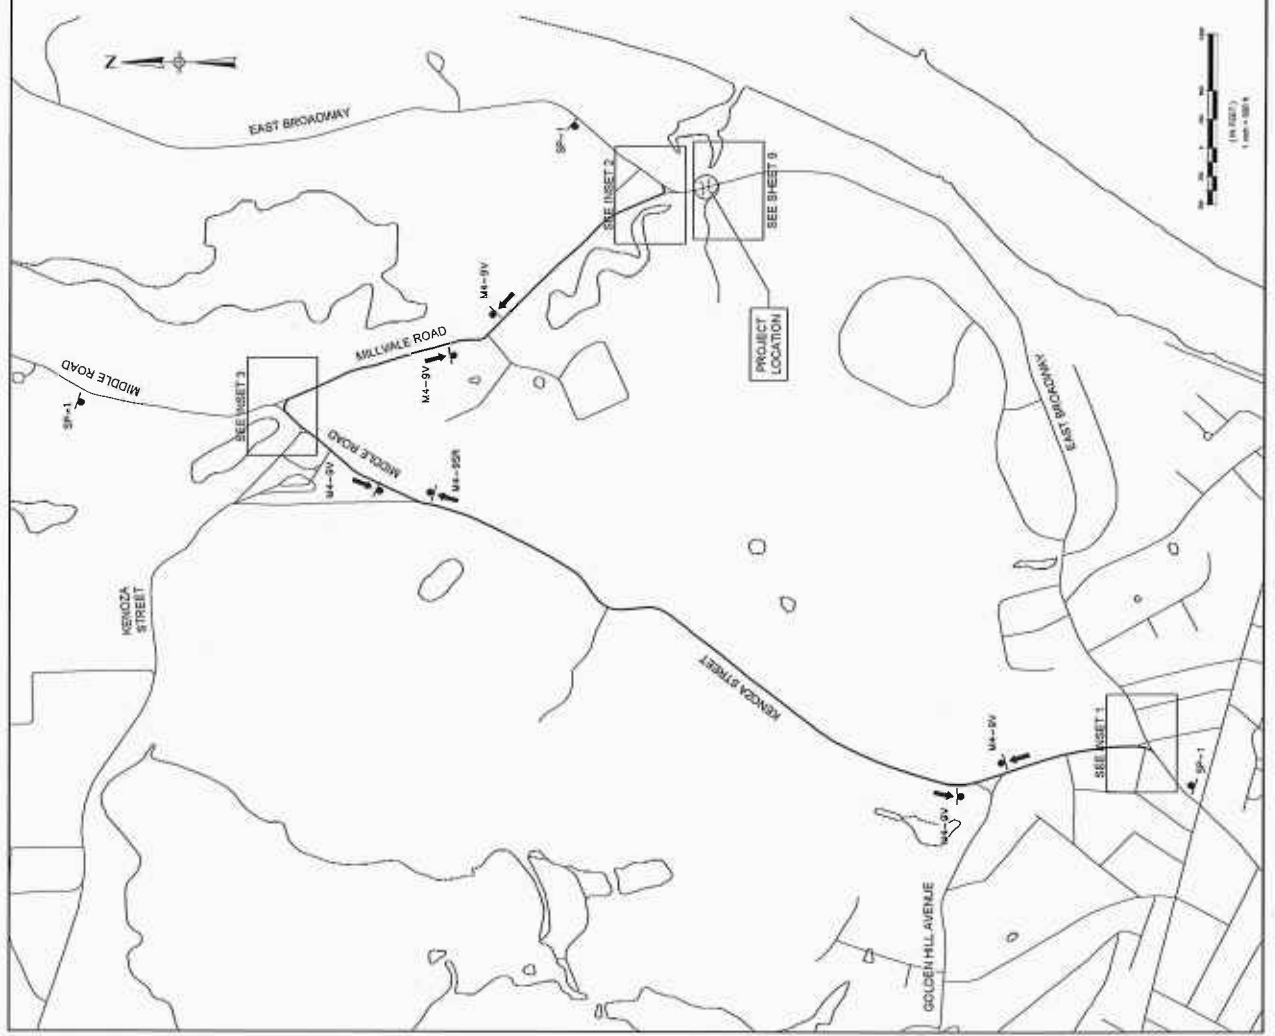 Z
EAST BROADWAY
SP-1
SEE INSET 2
SEE SHEET 9
PROJECT
LOCATION
M4-9V
MILLVALE ROAD
M4-9V
MIDDLE ROAD
SP-1
SEE INSET 3
MIDDLE ROAD
M4-9V
M4-9SR
KENOZA
STREET
KENOZA STREET
EAST BROADWAY
M4-9V
M4-9V
SEE INSET 1
SP-1
GOLDEN HILL AVENUE
( IN FEET )